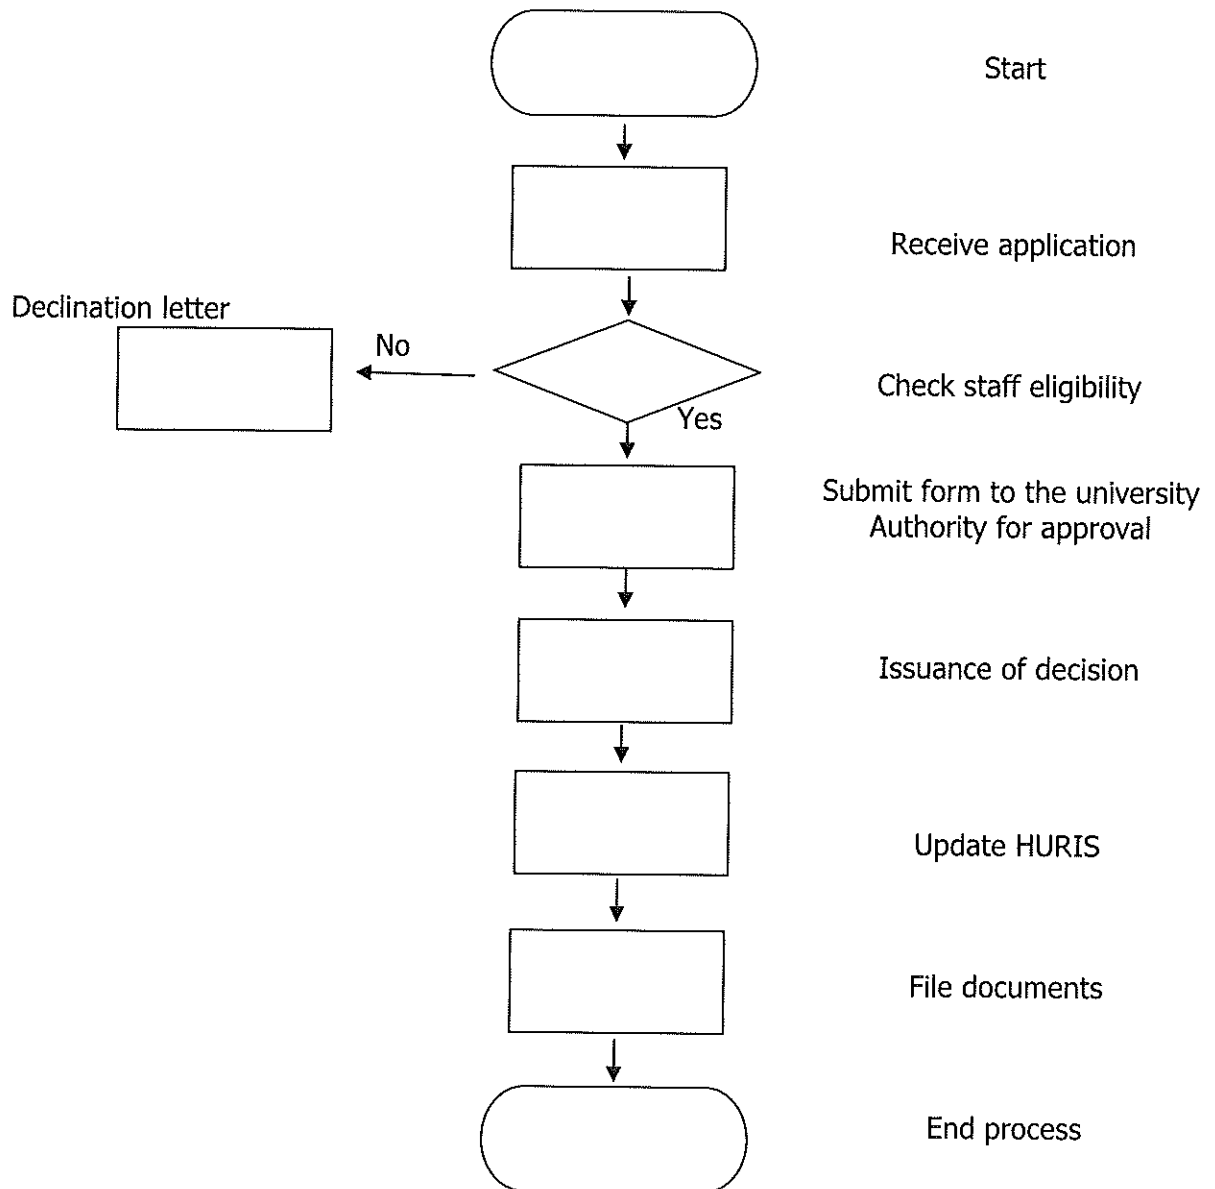 Start
Receive application
Declination letter
No
Check staff eligibility
Yes
Submit form to the university
Authority for approval
Issuance of decision
Update HURIS
File documents
End process